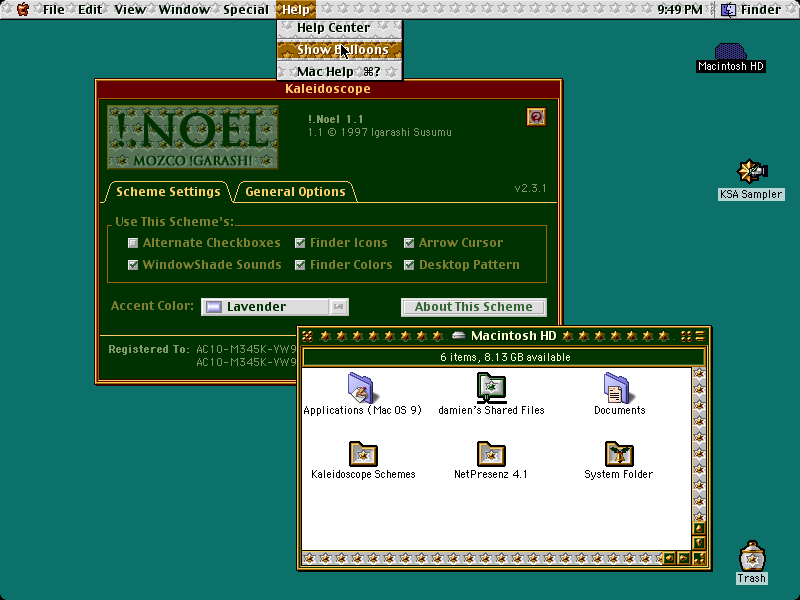 File Edit View Window Special Help 9:49 PM Finder
Help Center
Show Balloons
Mac Help ⌘?
Macintosh HD
Kaleidoscope
!.NOEL
MOZCO !GARASH!
!.Noel 1.1
1.1 © 1997 Igarashi Susumu
KSA Sampler
Scheme Settings General Options v2.3.1
Use This Scheme's:
Alternate Checkboxes Finder Icons Arrow Cursor
WindowShade Sounds Finder Colors Desktop Pattern
Accent Color: Lavender About This Scheme
Registered To: AC10-M345K-VW9
AC10-M345K-VW9
Macintosh HD
6 items, 8.13 GB available
Applications (Mac OS 9) damien's Shared Files Documents
Kaleidoscope Schemes NetPresenz 4.1 System Folder
Trash